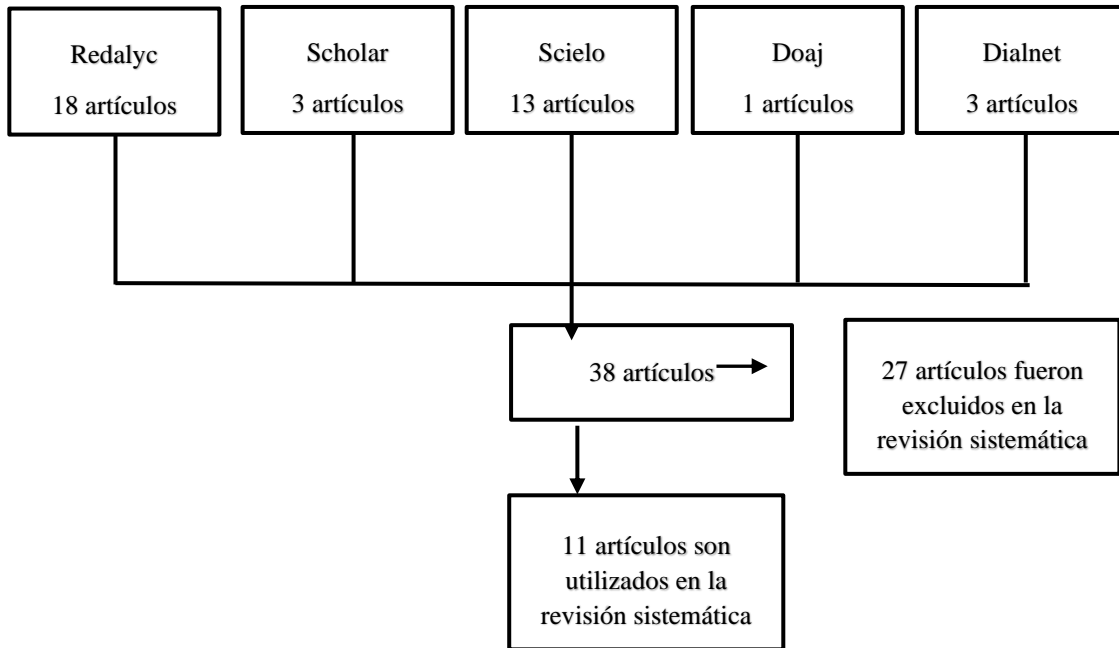 Redalyc
18 artículos
Scholar
3 artículos
Scielo
13 artículos
Doaj
1 artículos
Dialnet
3 artículos
38 artículos
27 artículos fueron
excluidos en la
revisión sistemática
11 artículos son
utilizados en la
revisión sistemática